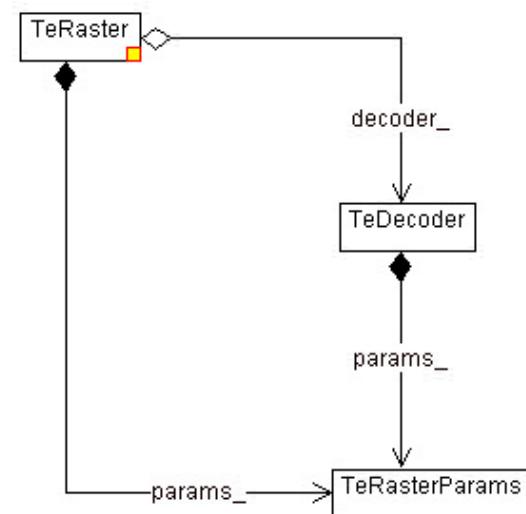 TeRaster
decoder_
TeDecoder
params_
TeRasterParams
params_